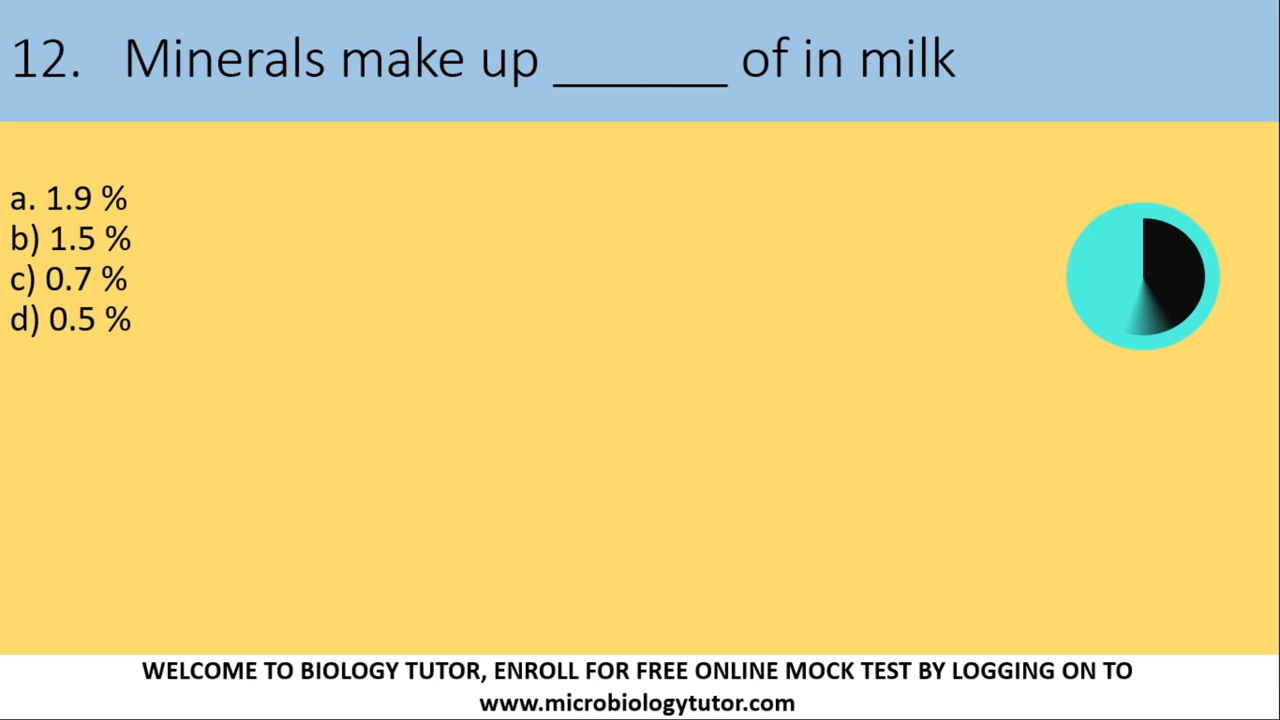 12. Minerals make up _______ of in milk
a. 1.9 %
b) 1.5 %
c) 0.7 %
d) 0.5 %
WELCOME TO BIOLOGY TUTOR, ENROLL FOR FREE ONLINE MOCK TEST BY LOGGING ON TO
www.microbiologytutor.com